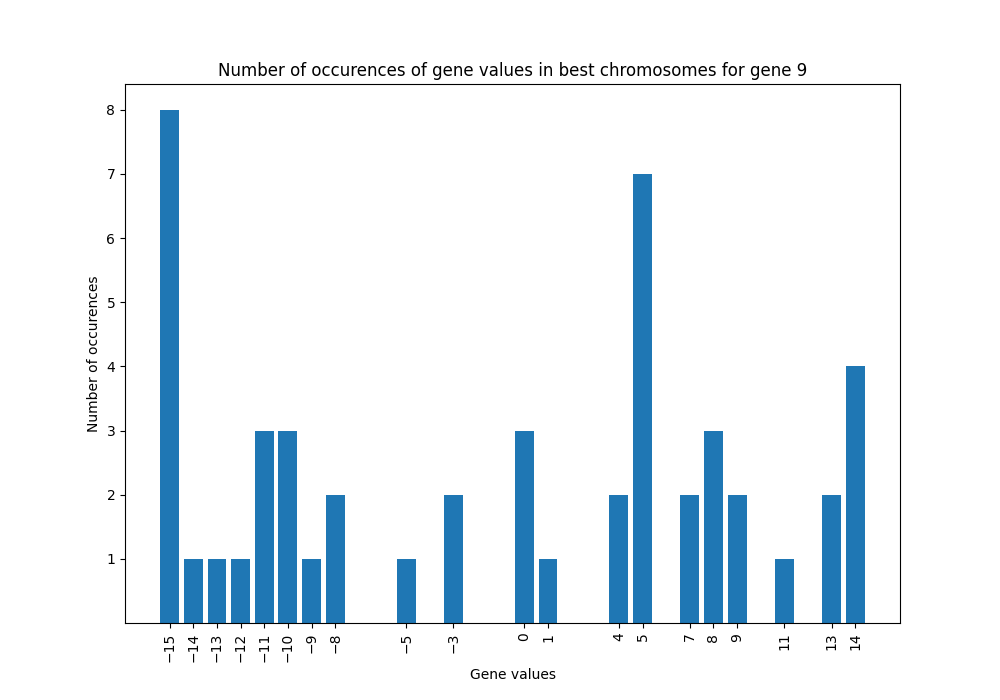 Number of occurences of gene values in best chromosomes for gene 9
Number of occurences
8
7
6
5
4
3
2
1
−15 −14 −13 −12 −11 −10 −9 −8 −5 −3 0 1 4 5 7 8 9 11 13 14
Gene values